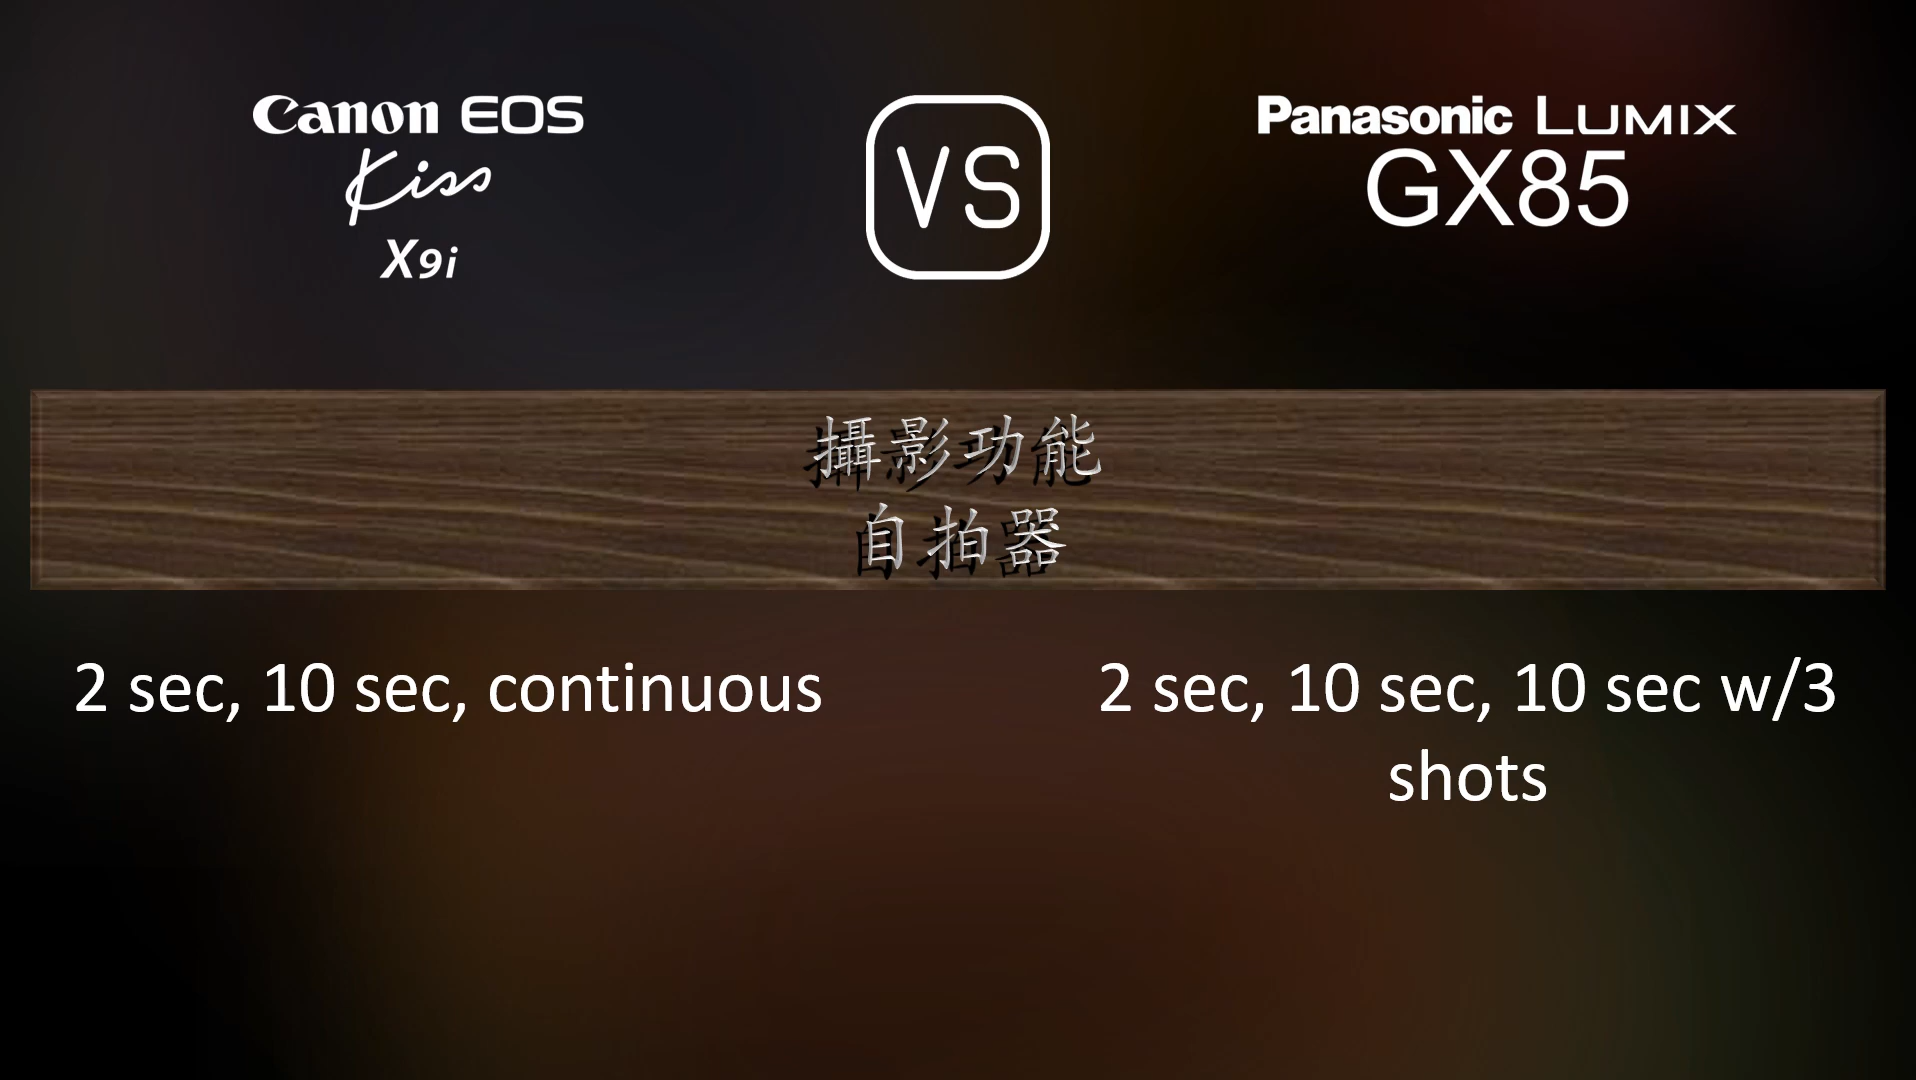 Canon EOS
Kiss
X9i
VS
Panasonic LUMIX
GX85
攝影功能
自拍器
2 sec, 10 sec, continuous
2 sec, 10 sec, 10 sec w/3
shots